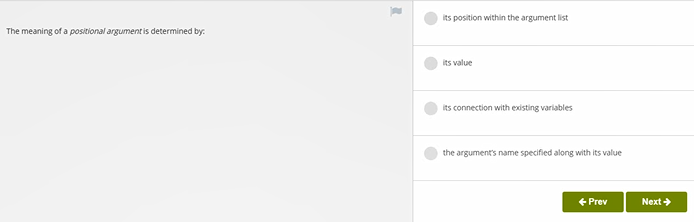 The meaning of a positional argument is determined by:
its position within the argument list
its value
its connection with existing variables
the argument's name specified along with its value
Prev
Next